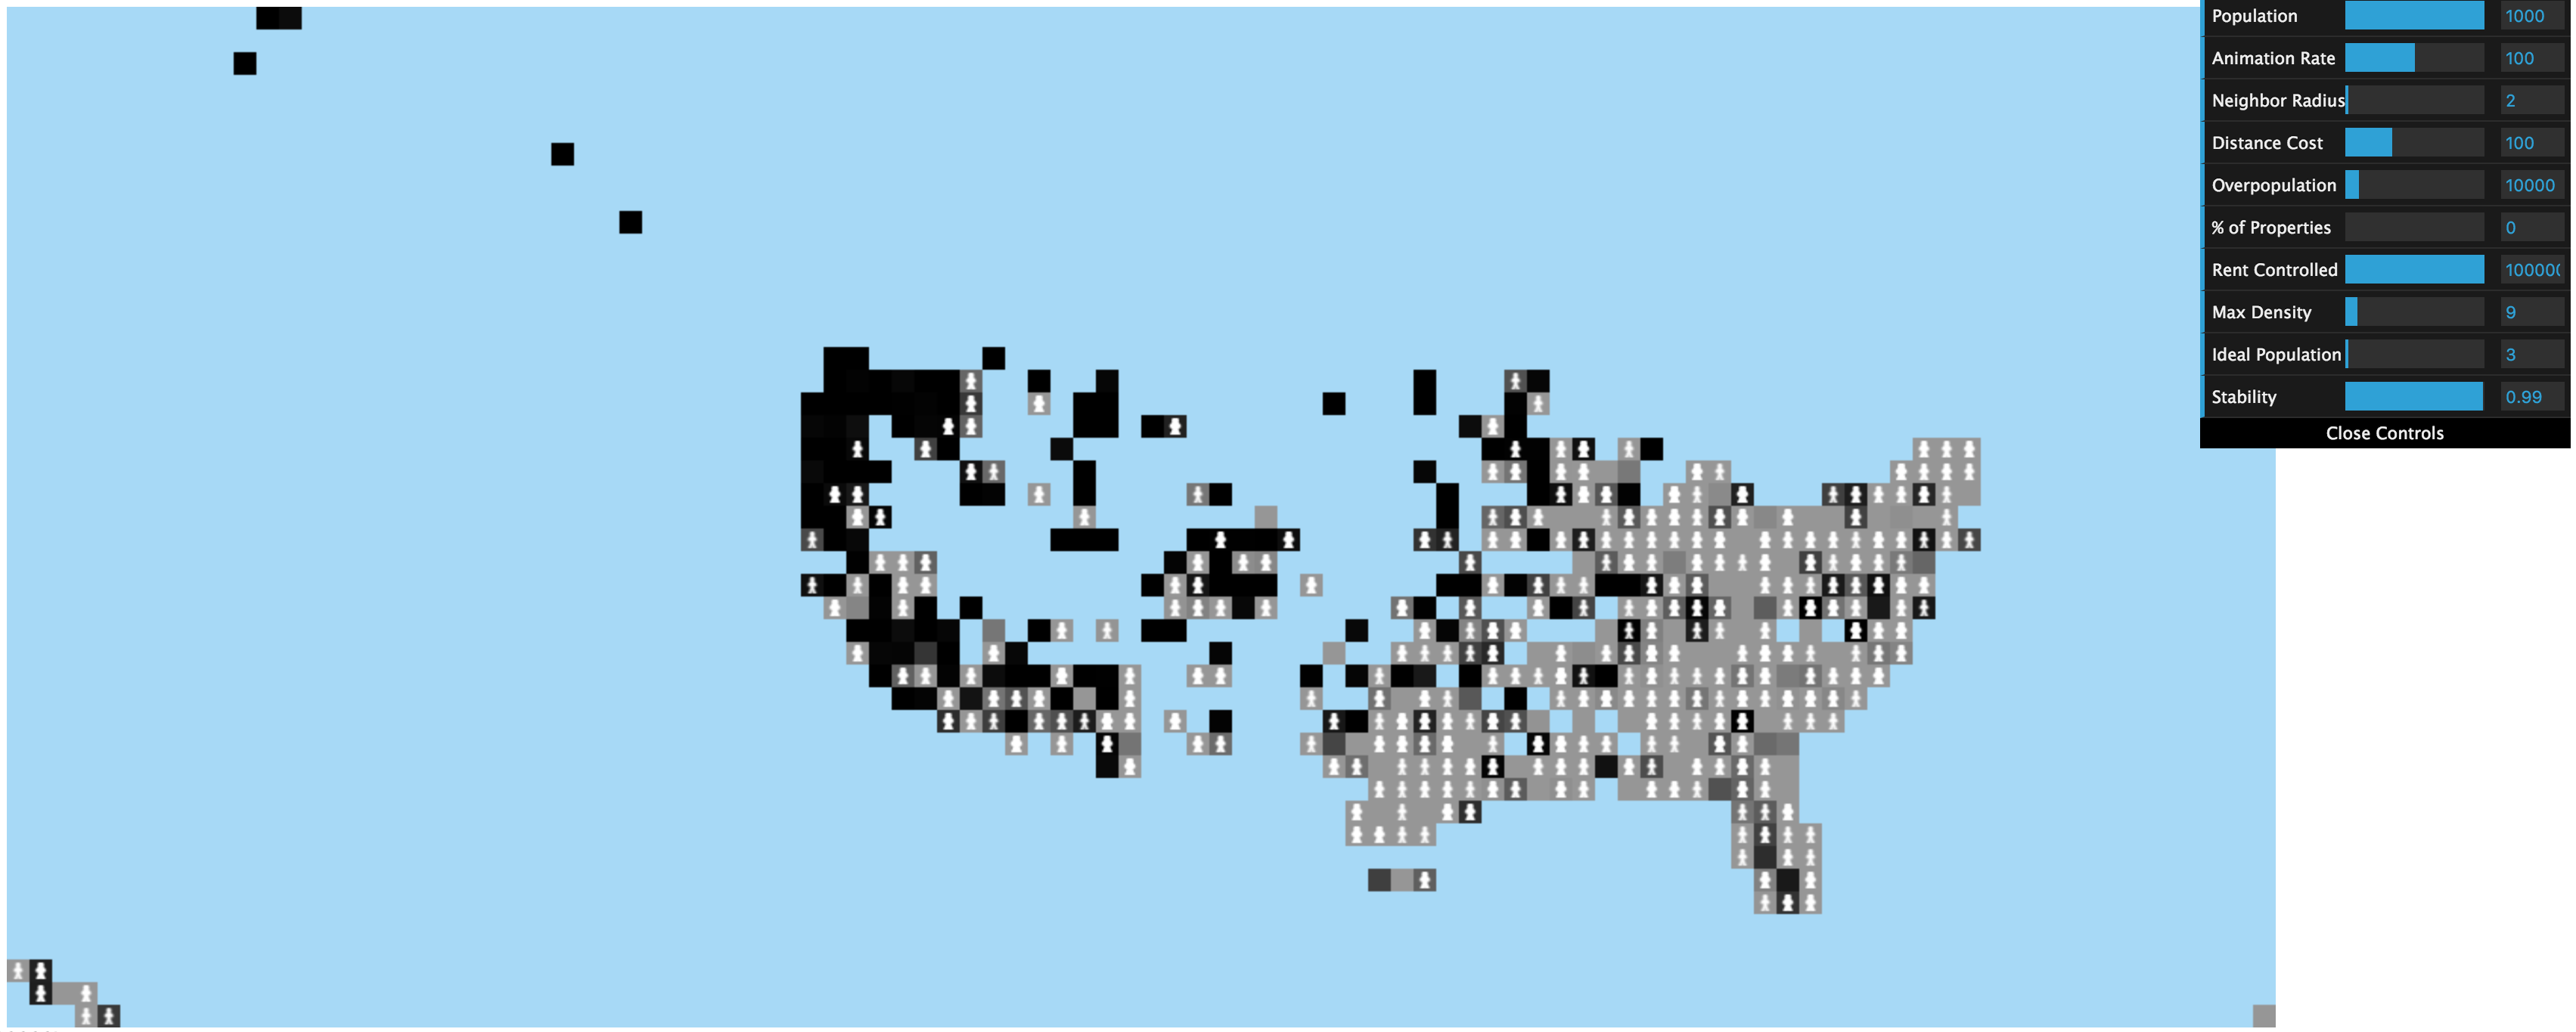 Population 1000
Animation Rate 100
Neighbor Radius 2
Distance Cost 100
Overpopulation 10000
% of Properties 0
Rent Controlled 100000
Max Density 9
Ideal Population 3
Stability 0.99
Close Controls